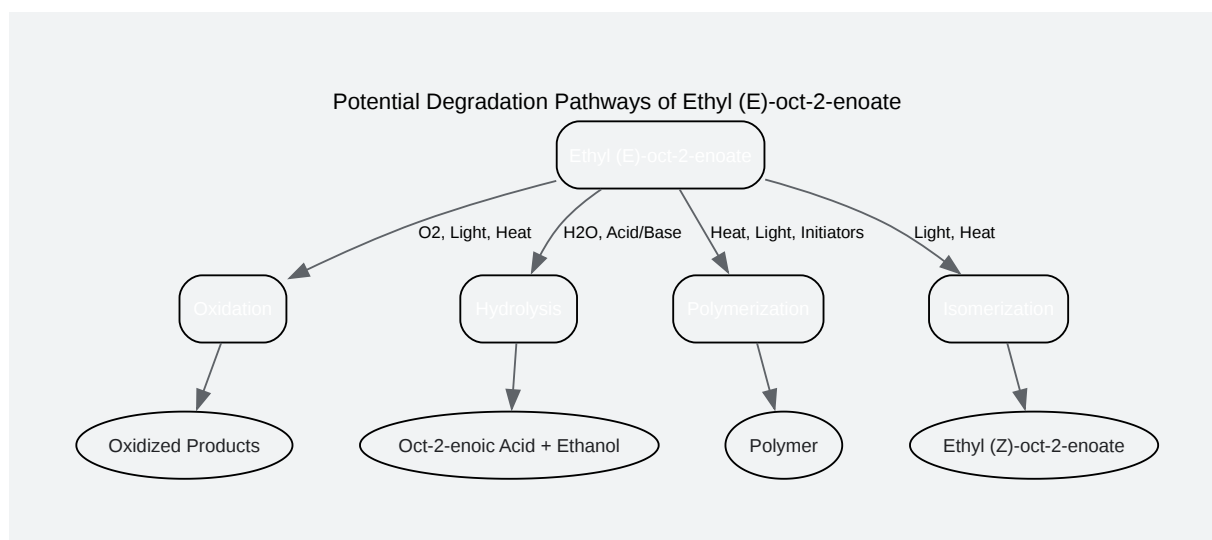 Potential Degradation Pathways of Ethyl (E)-oct-2-enoate
Ethyl (E)-oct-2-enoate
O2, Light, Heat
H2O, Acid/Base
Heat, Light, Initiators
Light, Heat
Oxidation
Hydrolysis
Polymerization
Isomerization
Oxidized Products
Oct-2-enoic Acid + Ethanol
Polymer
Ethyl (Z)-oct-2-enoate